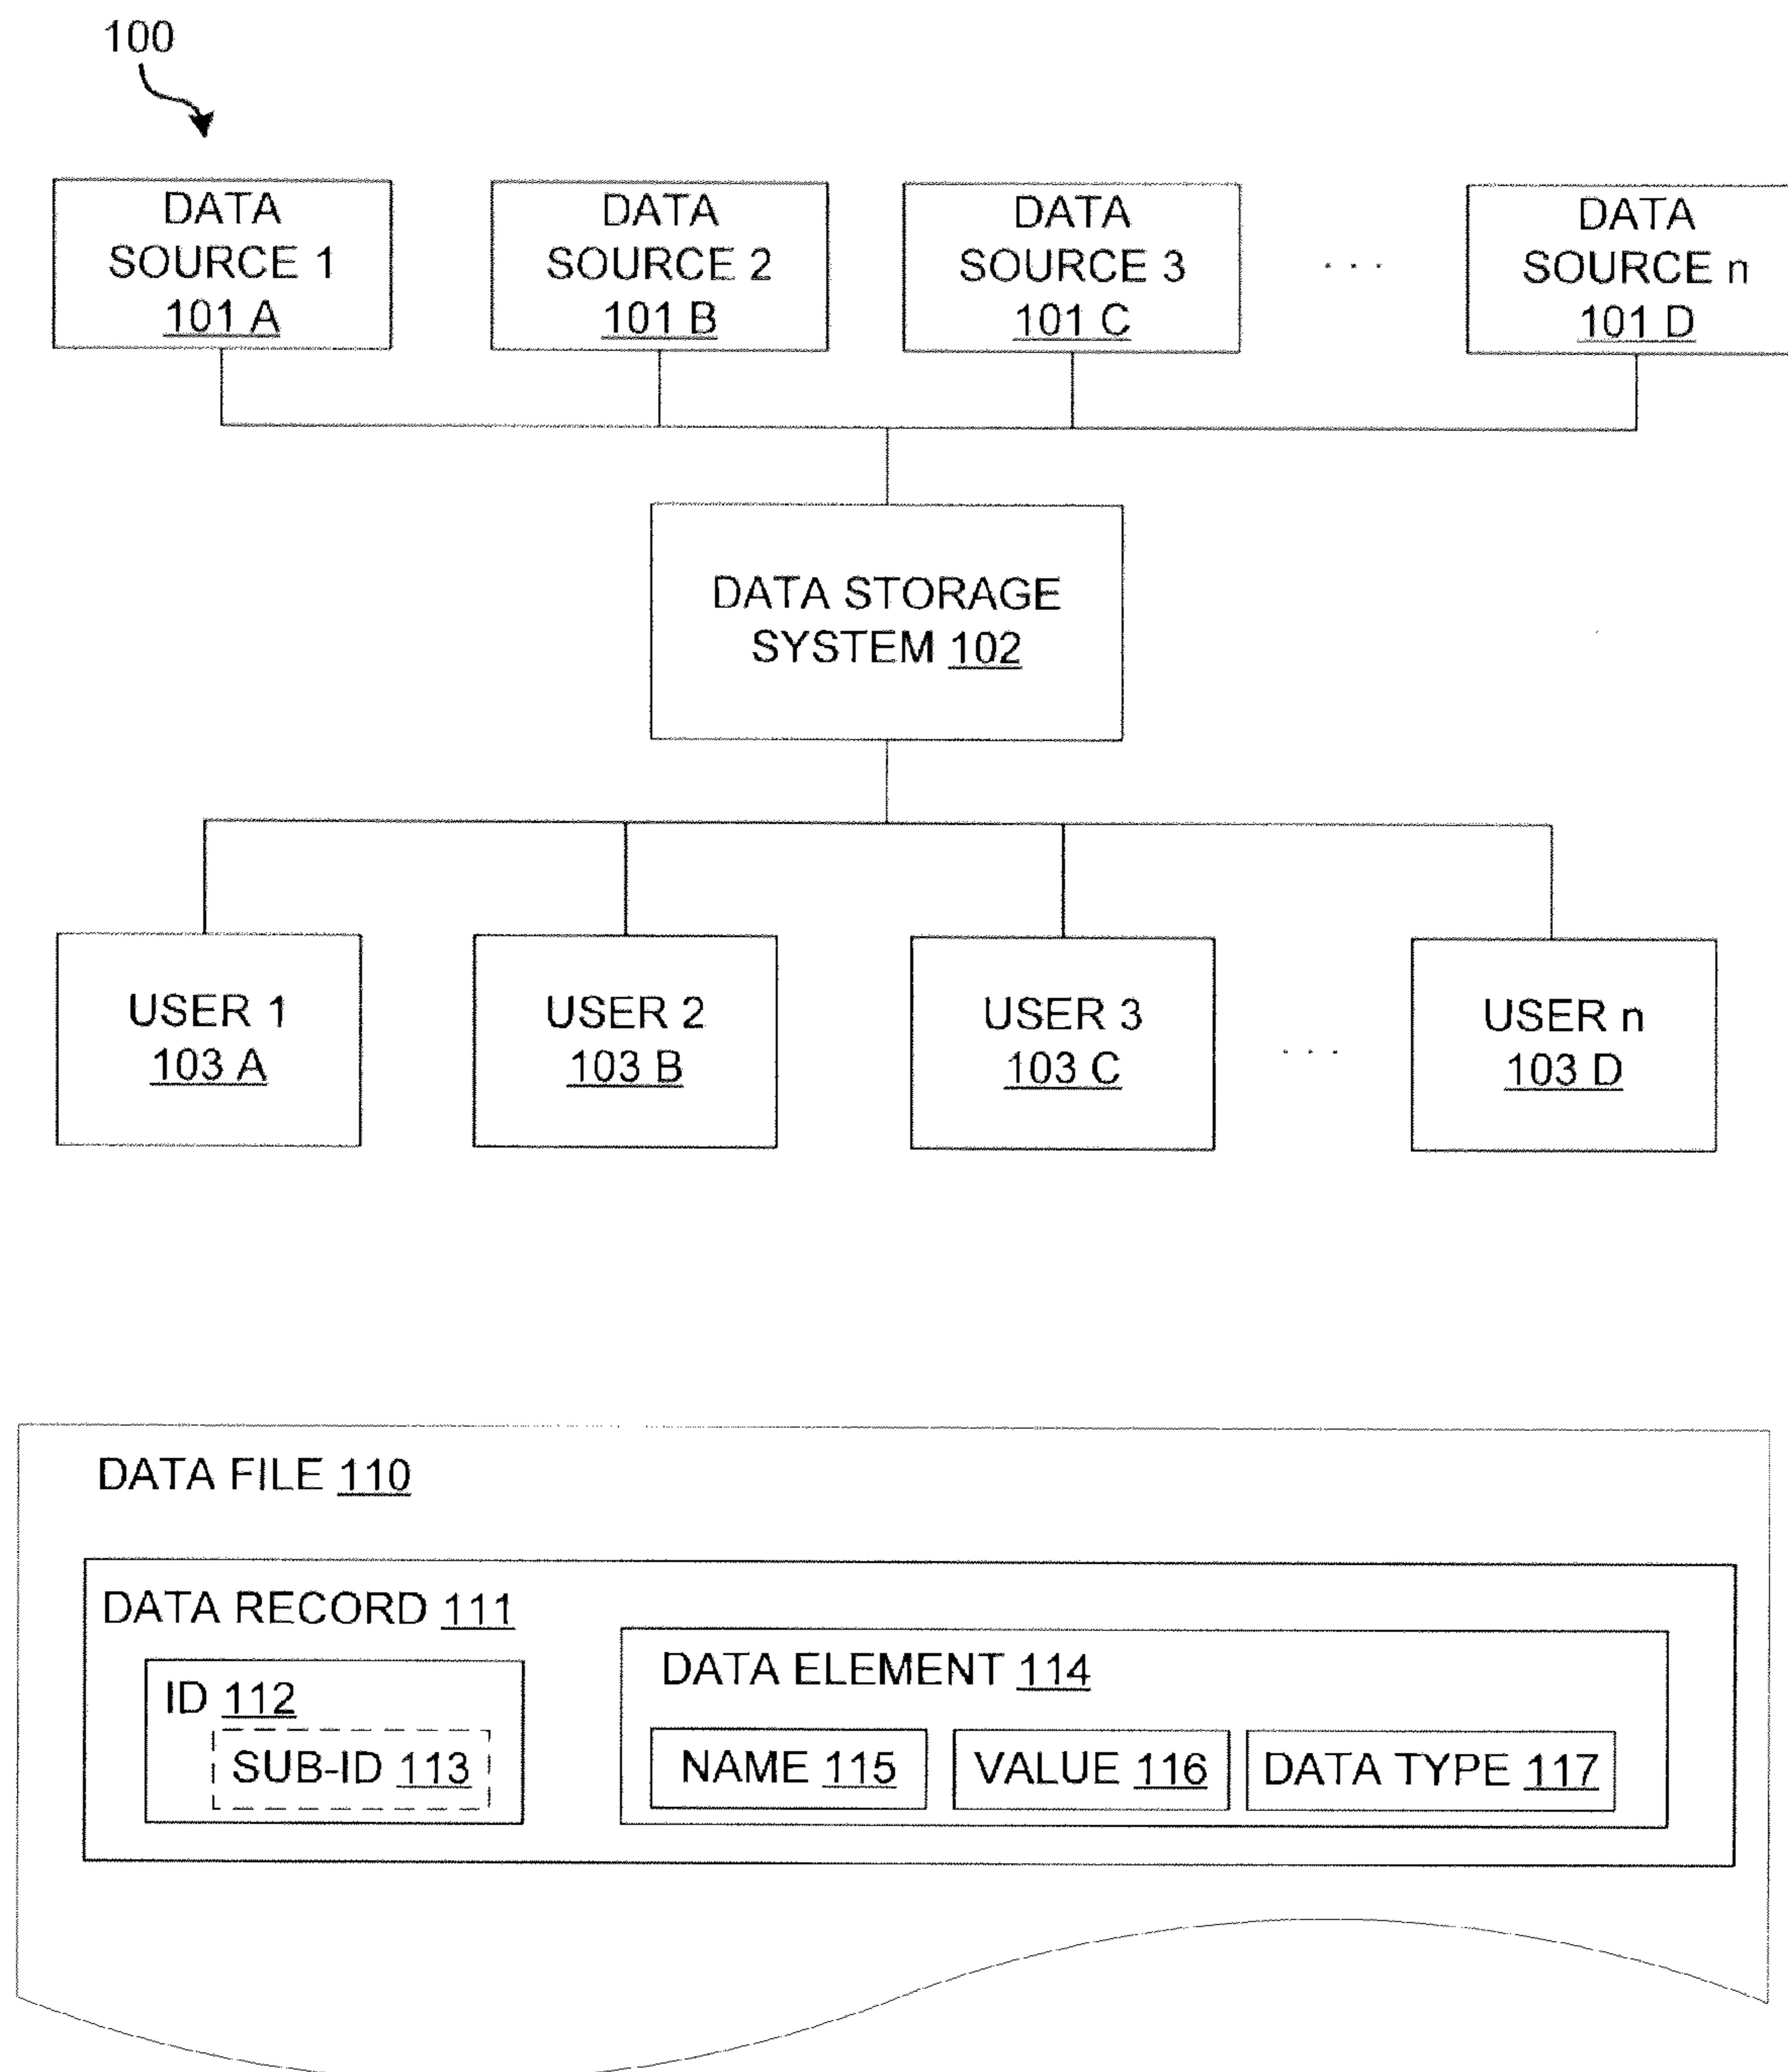 100
DATA
SOURCE 1
101 A
DATA
SOURCE 2
101 B
DATA
SOURCE 3
101 C
. . .
DATA
SOURCE n
101 D
DATA STORAGE
SYSTEM 102
USER 1
103 A
USER 2
103 B
USER 3
103 C
. . .
USER n
103 D
DATA FILE 110
DATA RECORD 111
ID 112
SUB-ID 113
DATA ELEMENT 114
NAME 115
VALUE 116
DATA TYPE 117